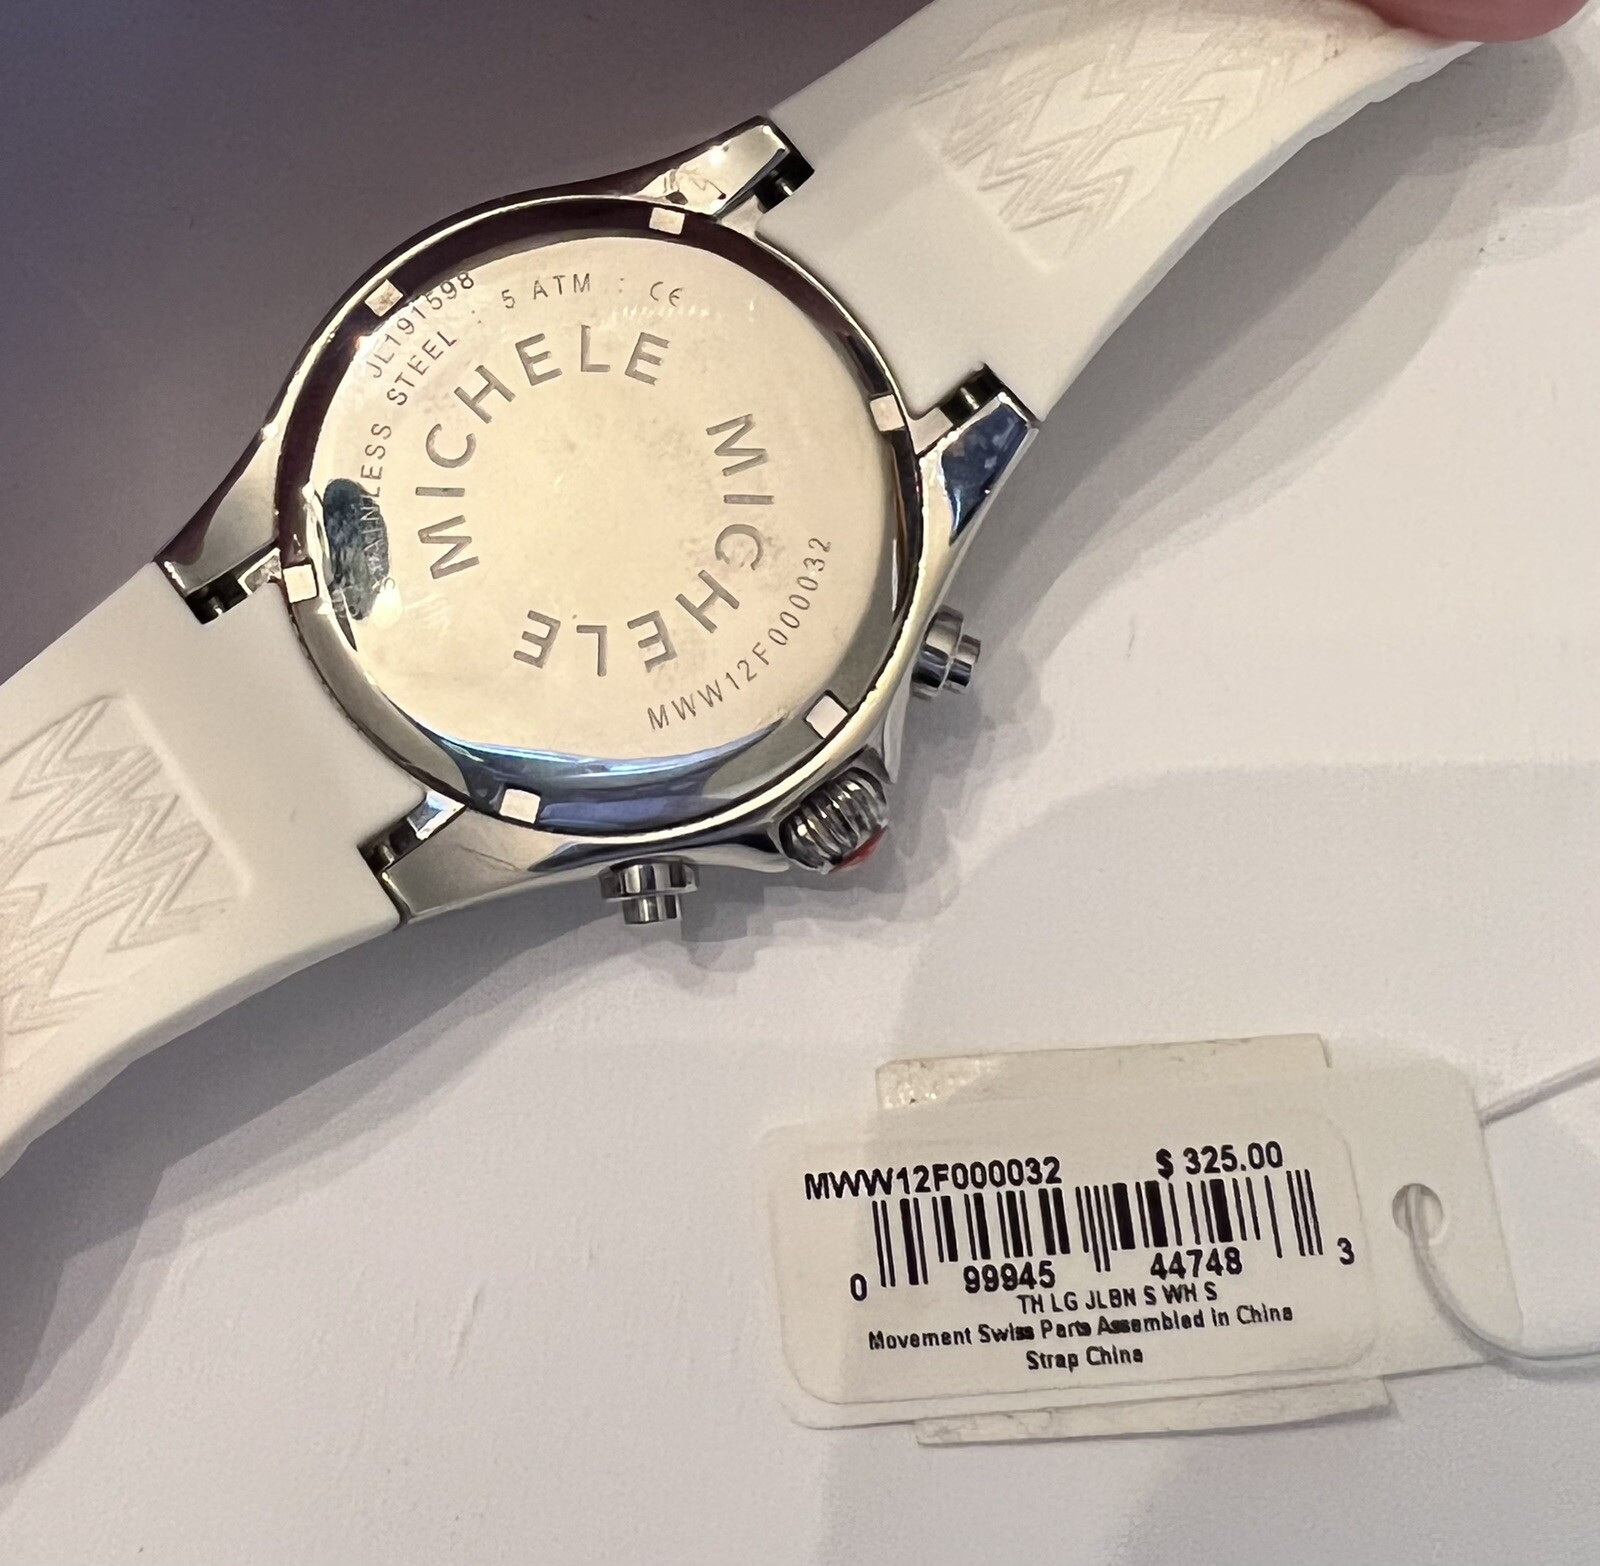 JL191598
STAINLESS STEEL : 5 ATM : CE
MICHELE
MICHELE
MWW12F000032
MWW12F000032 $ 325.00
0 99945 44748 3
TH LG JLBN S WH S
Movement Swiss Parts Assembled in China
Strap China